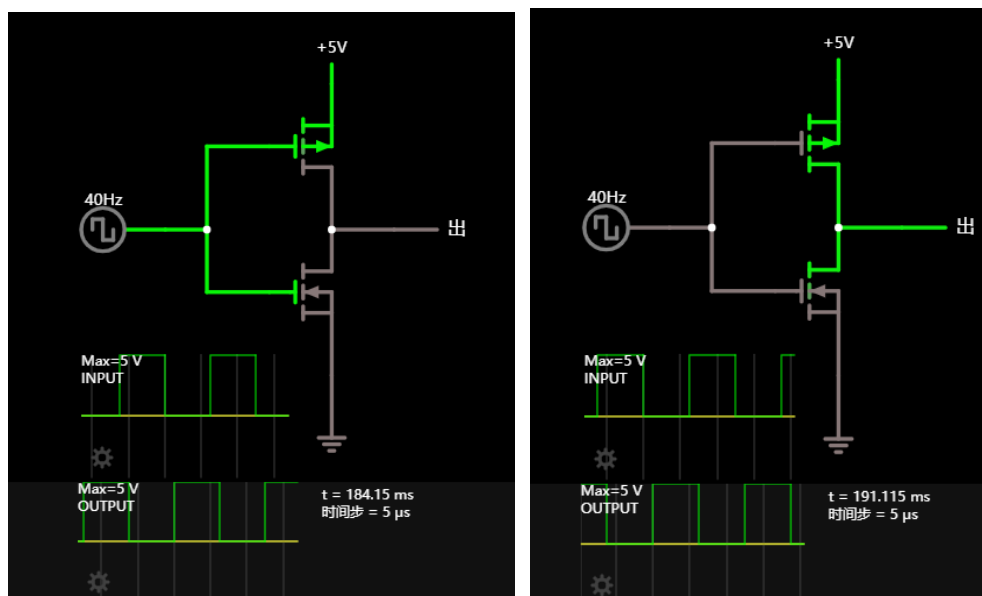 +5V
40Hz
出
Max=5 V
INPUT
Max=5 V
OUTPUT
t = 184.15 ms
时间步 = 5 µs
+5V
40Hz
出
Max=5 V
INPUT
Max=5 V
OUTPUT
t = 191.115 ms
时间步 = 5 µs